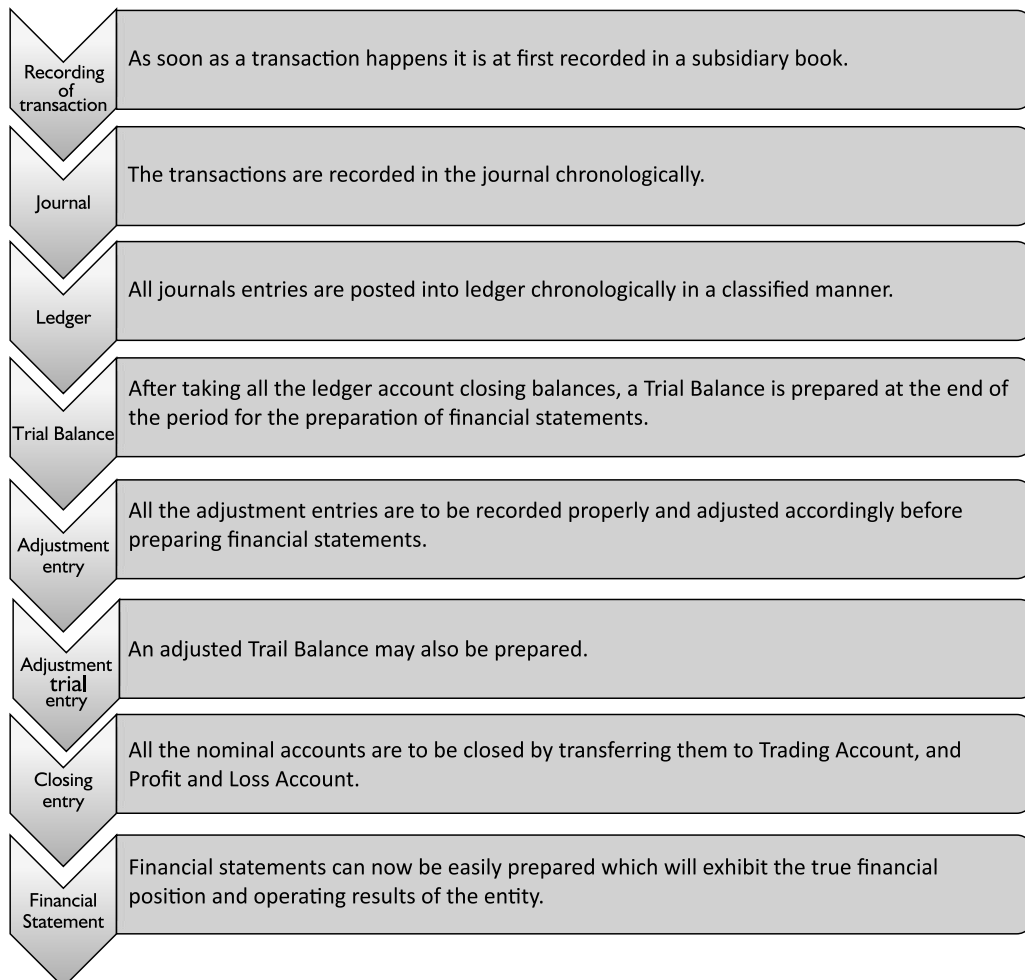 Recording
of
transaction
As soon as a transaction happens it is at first recorded in a subsidiary book.
Journal
The transactions are recorded in the journal chronologically.
Ledger
All journals entries are posted into ledger chronologically in a classified manner.
Trial Balance
After taking all the ledger account closing balances, a Trial Balance is prepared at the end of
the period for the preparation of financial statements.
Adjustment
entry
All the adjustment entries are to be recorded properly and adjusted accordingly before
preparing financial statements.
Adjustment
trial
entry
An adjusted Trail Balance may also be prepared.
Closing
entry
All the nominal accounts are to be closed by transferring them to Trading Account, and
Profit and Loss Account.
Financial
Statement
Financial statements can now be easily prepared which will exhibit the true financial
position and operating results of the entity.